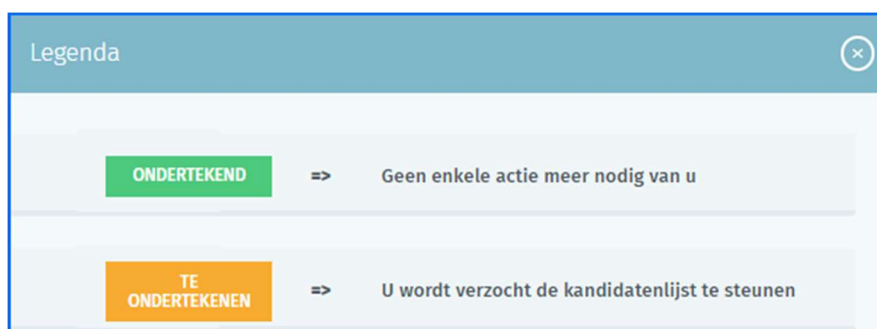 Legenda
ONDERTEKEND => Geen enkele actie meer nodig van u
TE
ONDERTEKENEN => U wordt verzocht de kandidatenlijst te steunen